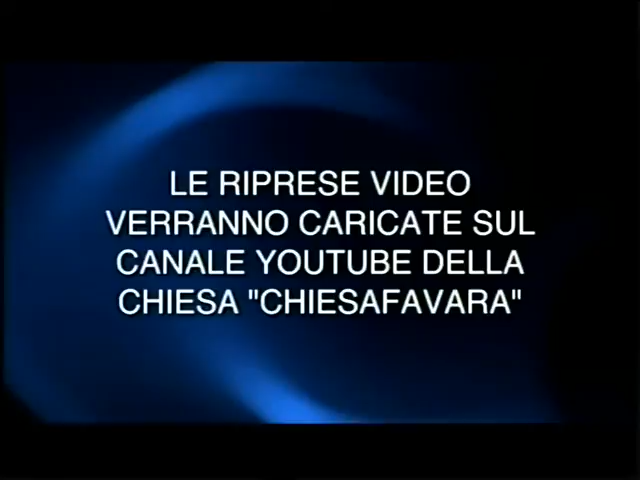 LE RIPRESE VIDEO
VERRANNO CARICATE SUL
CANALE YOUTUBE DELLA
CHIESA "CHIESAFAVARA"